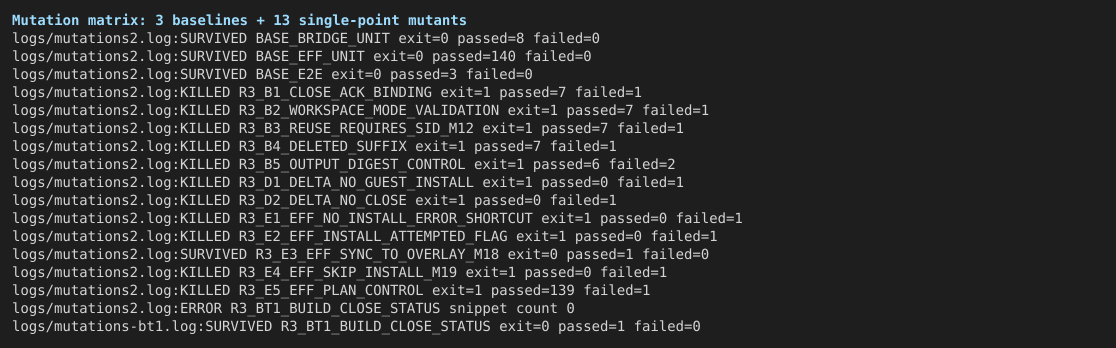 Mutation matrix: 3 baselines + 13 single-point mutants
logs/mutations2.log:SURVIVED BASE_BRIDGE_UNIT exit=0 passed=8 failed=0
logs/mutations2.log:SURVIVED BASE_EFF_UNIT exit=0 passed=140 failed=0
logs/mutations2.log:SURVIVED BASE_E2E exit=0 passed=3 failed=0
logs/mutations2.log:KILLED R3_B1_CLOSE_ACK_BINDING exit=1 passed=7 failed=1
logs/mutations2.log:KILLED R3_B2_WORKSPACE_MODE_VALIDATION exit=1 passed=7 failed=1
logs/mutations2.log:KILLED R3_B3_REUSE_REQUIRES_SID_M12 exit=1 passed=7 failed=1
logs/mutations2.log:KILLED R3_B4_DELETED_SUFFIX exit=1 passed=7 failed=1
logs/mutations2.log:KILLED R3_B5_OUTPUT_DIGEST_CONTROL exit=1 passed=6 failed=2
logs/mutations2.log:KILLED R3_D1_DELTA_NO_GUEST_INSTALL exit=1 passed=0 failed=1
logs/mutations2.log:KILLED R3_D2_DELTA_NO_CLOSE exit=1 passed=0 failed=1
logs/mutations2.log:KILLED R3_E1_EFF_NO_INSTALL_ERROR_SHORTCUT exit=1 passed=0 failed=1
logs/mutations2.log:KILLED R3_E2_EFF_INSTALL_ATTEMPTED_FLAG exit=1 passed=0 failed=1
logs/mutations2.log:SURVIVED R3_E3_EFF_SYNC_TO_OVERLAY_M18 exit=0 passed=1 failed=0
logs/mutations2.log:KILLED R3_E4_EFF_SKIP_INSTALL_M19 exit=1 passed=0 failed=1
logs/mutations2.log:KILLED R3_E5_EFF_PLAN_CONTROL exit=1 passed=139 failed=1
logs/mutations2.log:ERROR R3_BT1_BUILD_CLOSE_STATUS snippet count 0
logs/mutations-bt1.log:SURVIVED R3_BT1_BUILD_CLOSE_STATUS exit=0 passed=1 failed=0